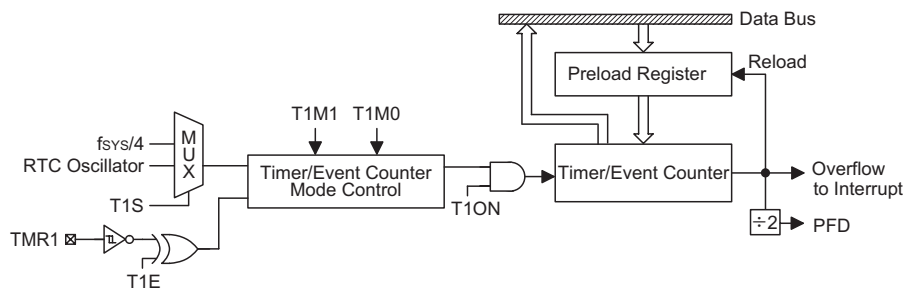 Data Bus
Preload Register
Reload
T1M1 T1M0
fSYS/4
MUX
RTC Oscillator
Timer/Event Counter
Mode Control
Timer/Event Counter
Overflow
to Interrupt
T1S
T1ON
÷2
PFD
TMR1
T1E